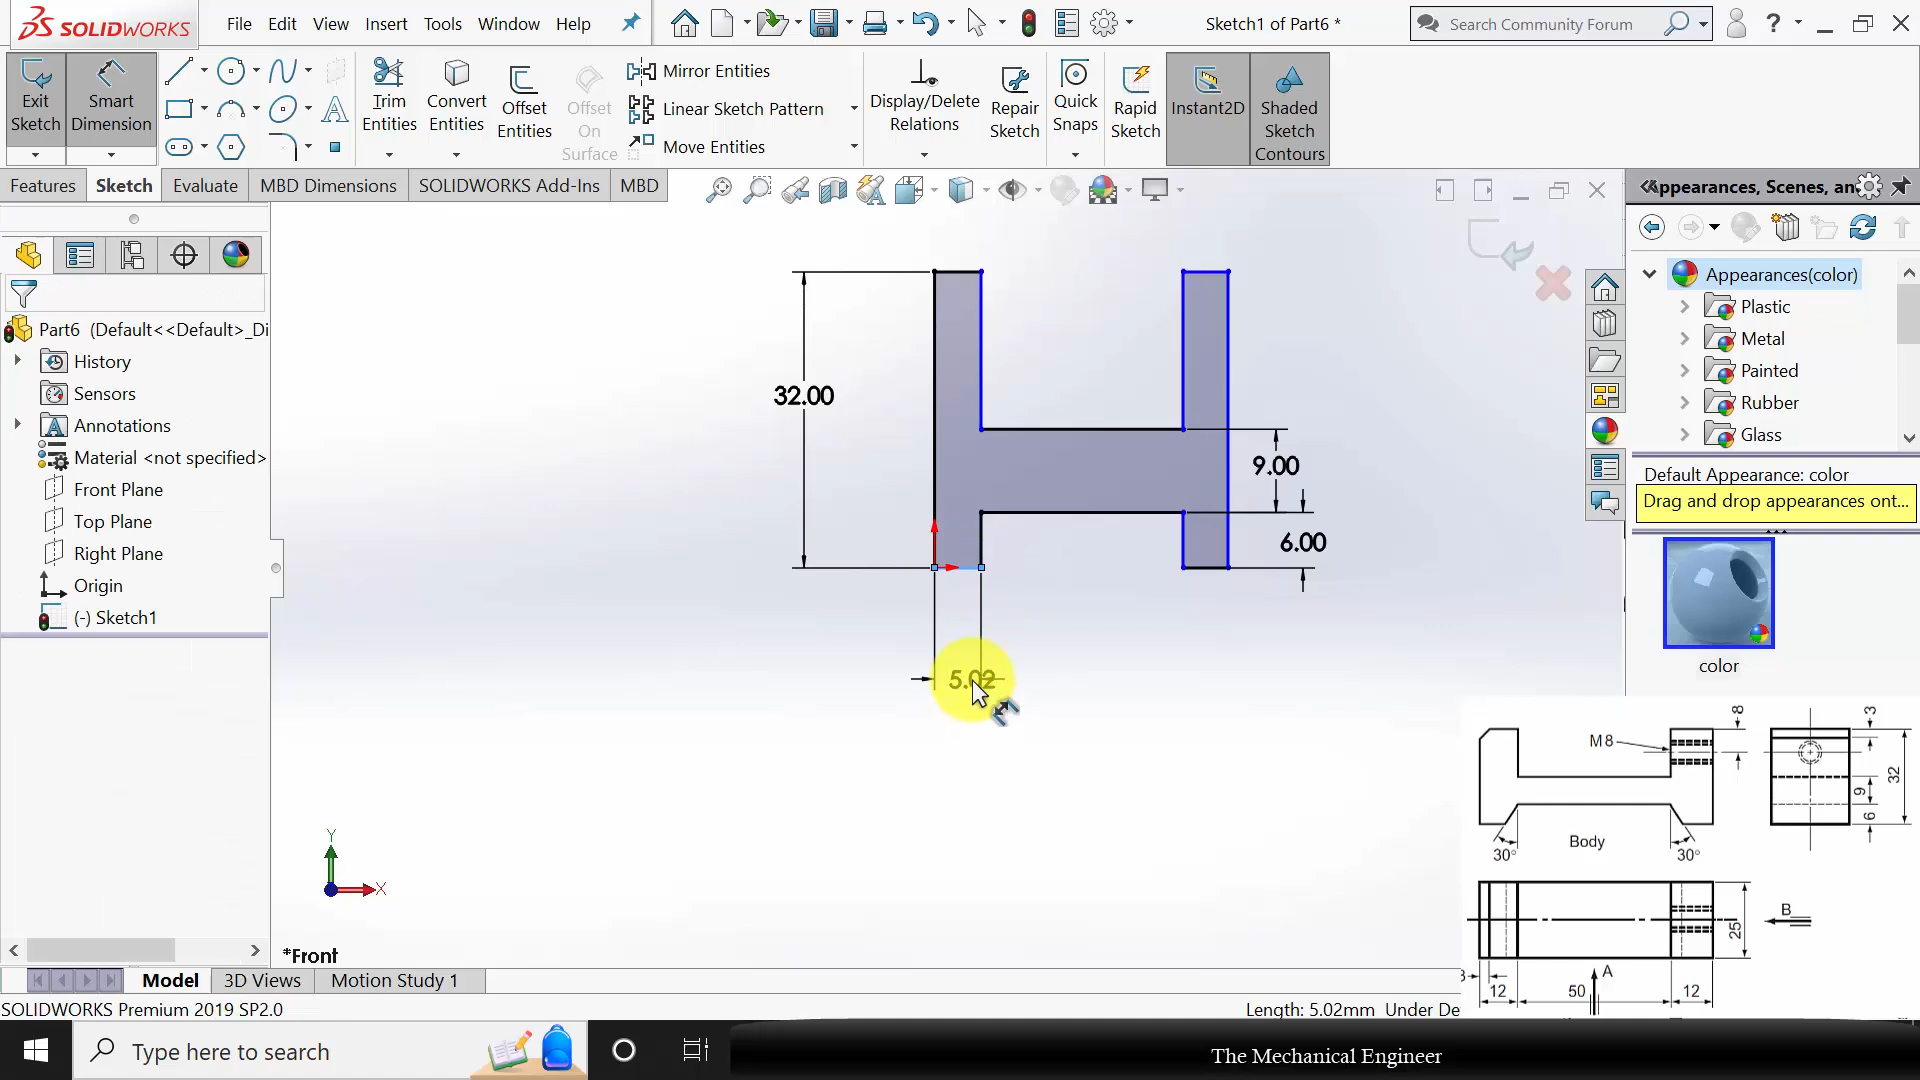 SOLIDWORKS
File Edit View Insert Tools Window Help
Sketch1 of Part6 *
Search Community Forum
Exit Sketch
Smart Dimension
Trim Entities
Convert Entities
Offset Entities
Offset On Surface
Mirror Entities
Linear Sketch Pattern
Move Entities
Display/Delete Relations
Repair Sketch
Quick Snaps
Rapid Sketch
Instant2D
Shaded Sketch Contours
Features Sketch Evaluate MBD Dimensions SOLIDWORKS Add-Ins MBD
Appearances, Scenes, an
Part6 (Default<<Default>_Di
History
Sensors
Annotations
Material <not specified>
Front Plane
Top Plane
Right Plane
Origin
(-) Sketch1
32.00
9.00
6.00
5.02
Y
X
*Front
Appearances(color)
Plastic
Metal
Painted
Rubber
Glass
Default Appearance: color
Drag and drop appearances ont...
color
M8
8
3
32
9
6
Body
30°
30°
B
25
A
12
50
12
Model 3D Views Motion Study 1
SOLIDWORKS Premium 2019 SP2.0
Length: 5.02mm Under De
Type here to search
The Mechanical Engineer